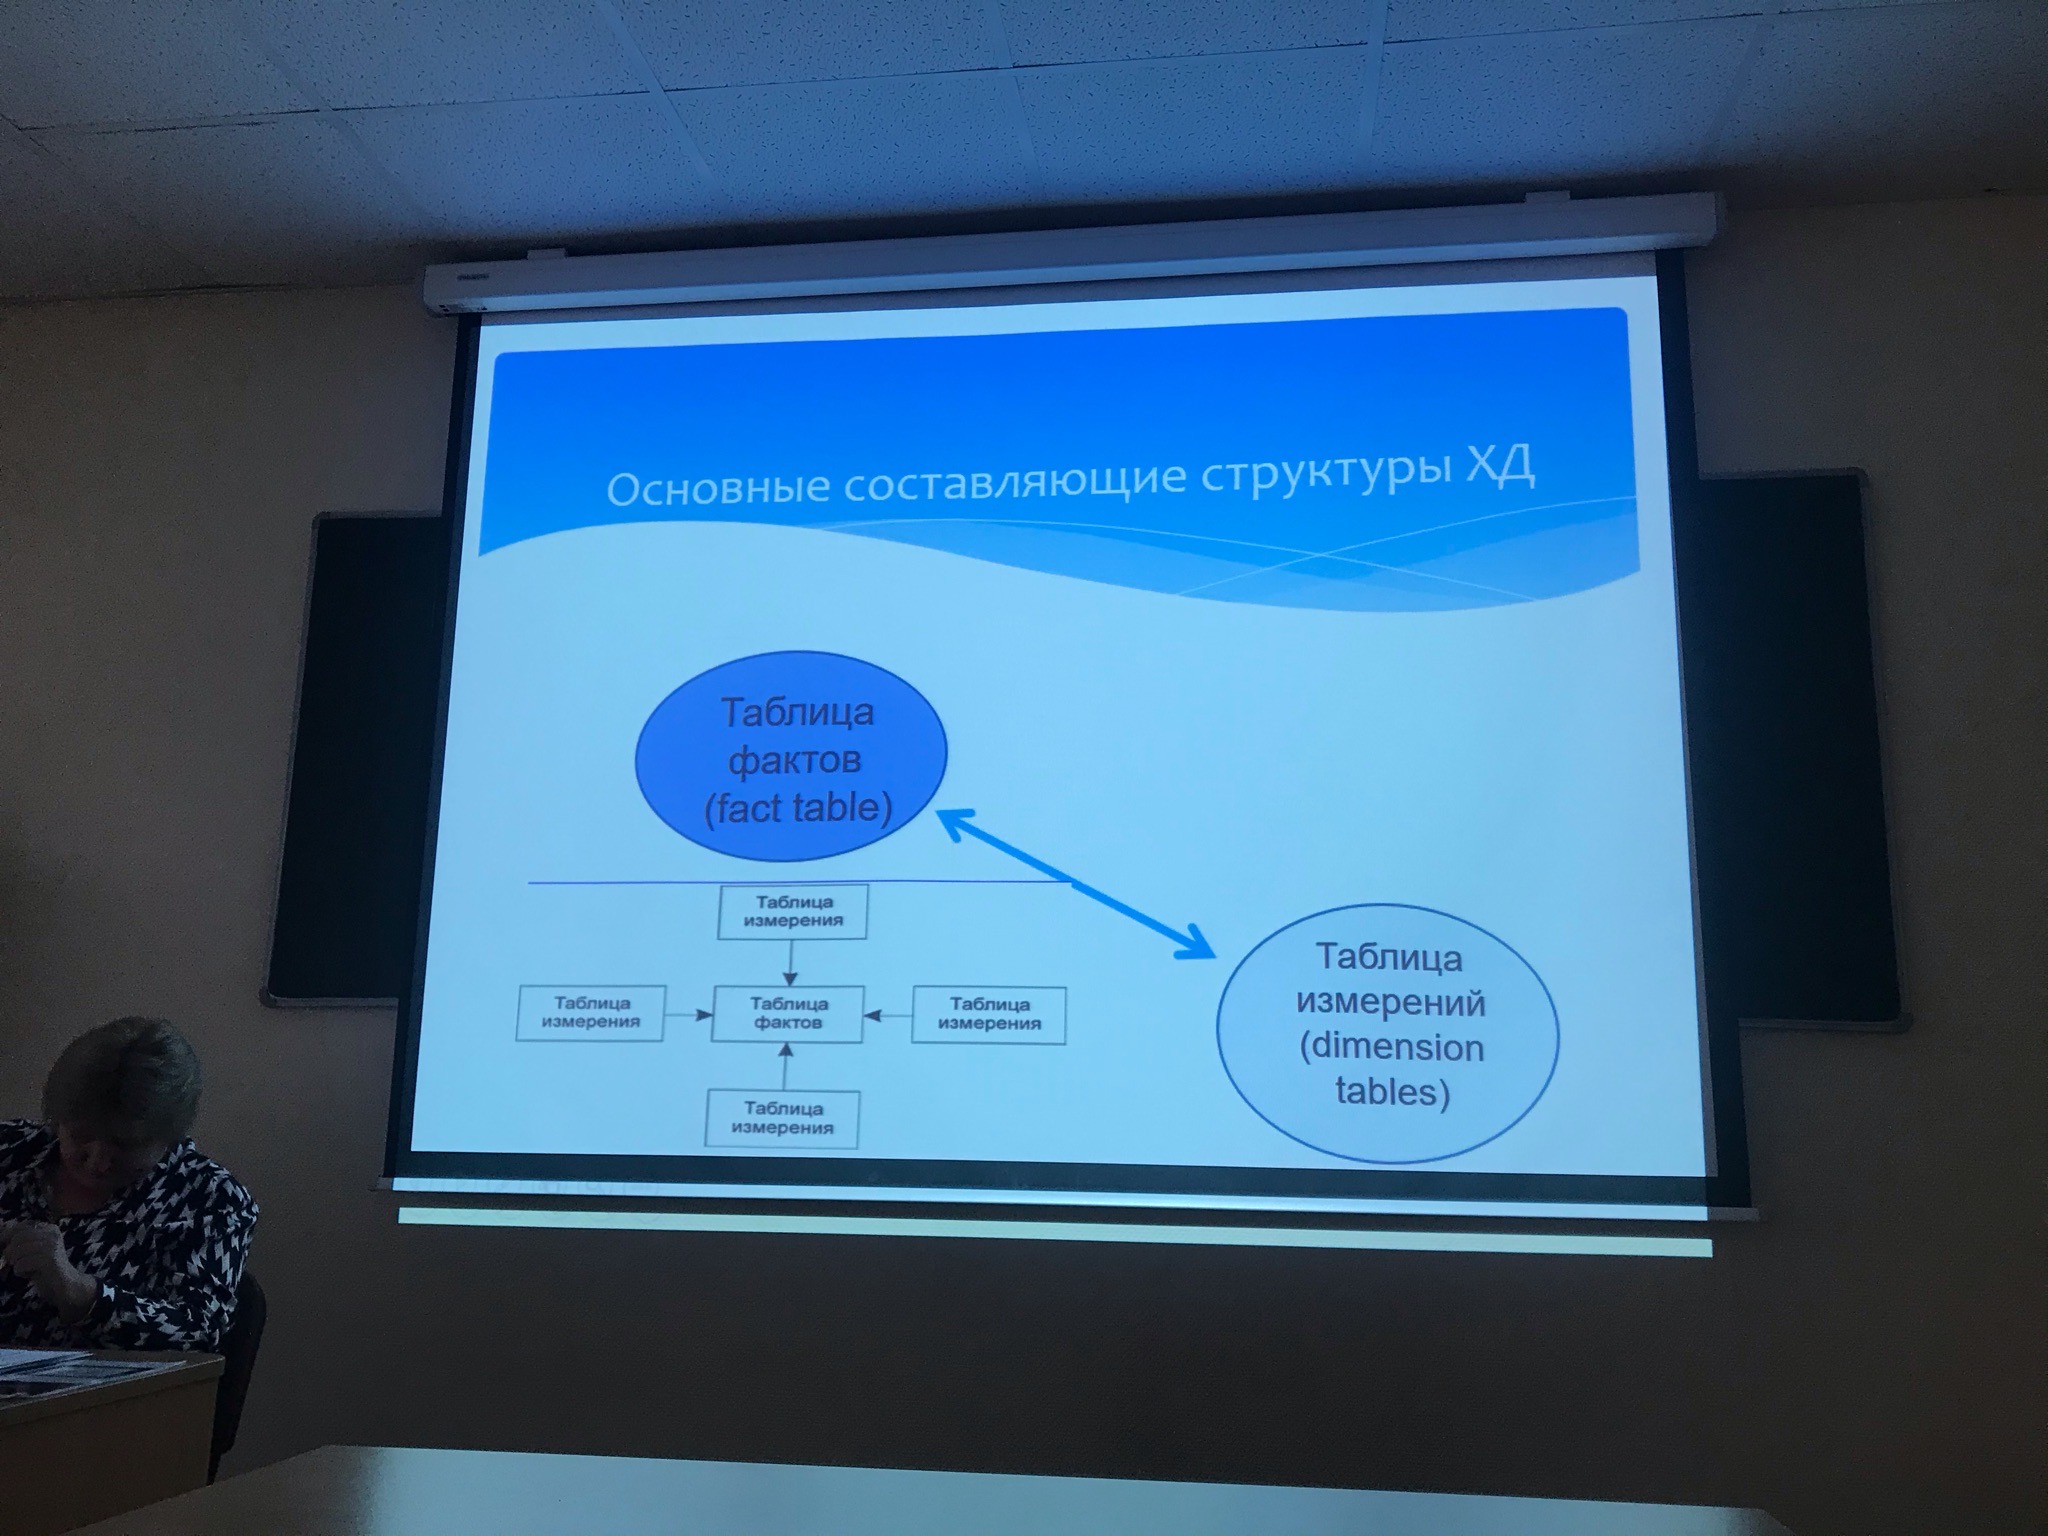 Основные составляющие структуры ХД
Таблица
фактов
(fact table)
Таблица
измерения
Таблица
измерения
Таблица
фактов
Таблица
измерения
Таблица
измерения
Таблица
измерений
(dimension
tables)